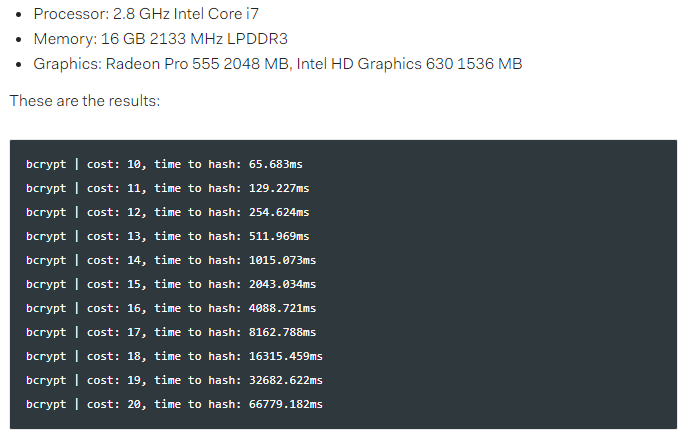 • Processor: 2.8 GHz Intel Core i7
• Memory: 16 GB 2133 MHz LPDDR3
• Graphics: Radeon Pro 555 2048 MB, Intel HD Graphics 630 1536 MB
These are the results:
bcrypt | cost: 10, time to hash: 65.683ms
bcrypt | cost: 11, time to hash: 129.227ms
bcrypt | cost: 12, time to hash: 254.624ms
bcrypt | cost: 13, time to hash: 511.969ms
bcrypt | cost: 14, time to hash: 1015.073ms
bcrypt | cost: 15, time to hash: 2043.034ms
bcrypt | cost: 16, time to hash: 4088.721ms
bcrypt | cost: 17, time to hash: 8162.788ms
bcrypt | cost: 18, time to hash: 16315.459ms
bcrypt | cost: 19, time to hash: 32682.622ms
bcrypt | cost: 20, time to hash: 66779.182ms